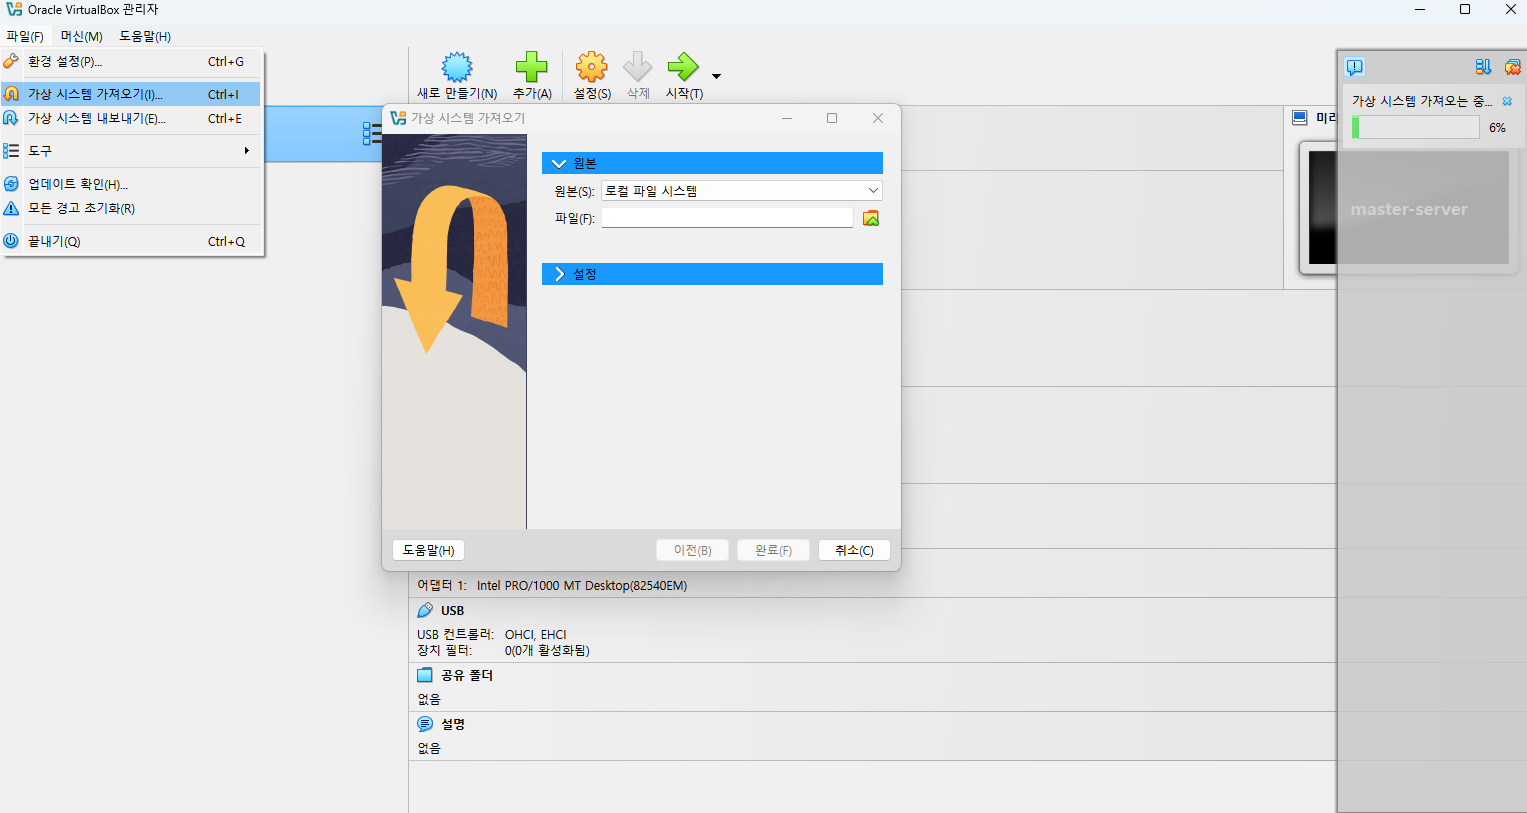 Oracle VirtualBox 관리자
파일(F) 머신(M) 도움말(H)
환경 설정(P)... Ctrl+G
가상 시스템 가져오기(I)... Ctrl+I
가상 시스템 내보내기(E)... Ctrl+E
도구
업데이트 확인(H)...
모든 경고 초기화(R)
끝내기(Q) Ctrl+Q
새로 만들기(N) 추가(A) 설정(S) 삭제 시작(T)
가상 시스템 가져오기
원본
원본(S): 로컬 파일 시스템
파일(F):
설정
도움말(H) 이전(B) 완료(F) 취소(C)
어댑터 1: Intel PRO/1000 MT Desktop(82540EM)
USB
USB 컨트롤러: OHCI, EHCI
장치 필터: 0(0개 활성화됨)
공유 폴더
없음
설명
없음
가상 시스템 가져오는 중...
6%
master-server